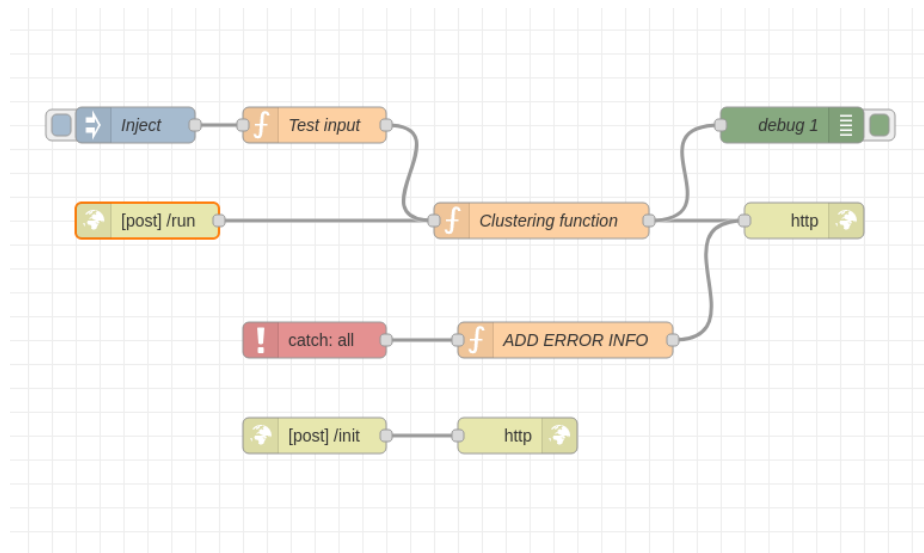 Inject
Test input
debug 1
[post] /run
Clustering function
http
catch: all
ADD ERROR INFO
[post] /init
http